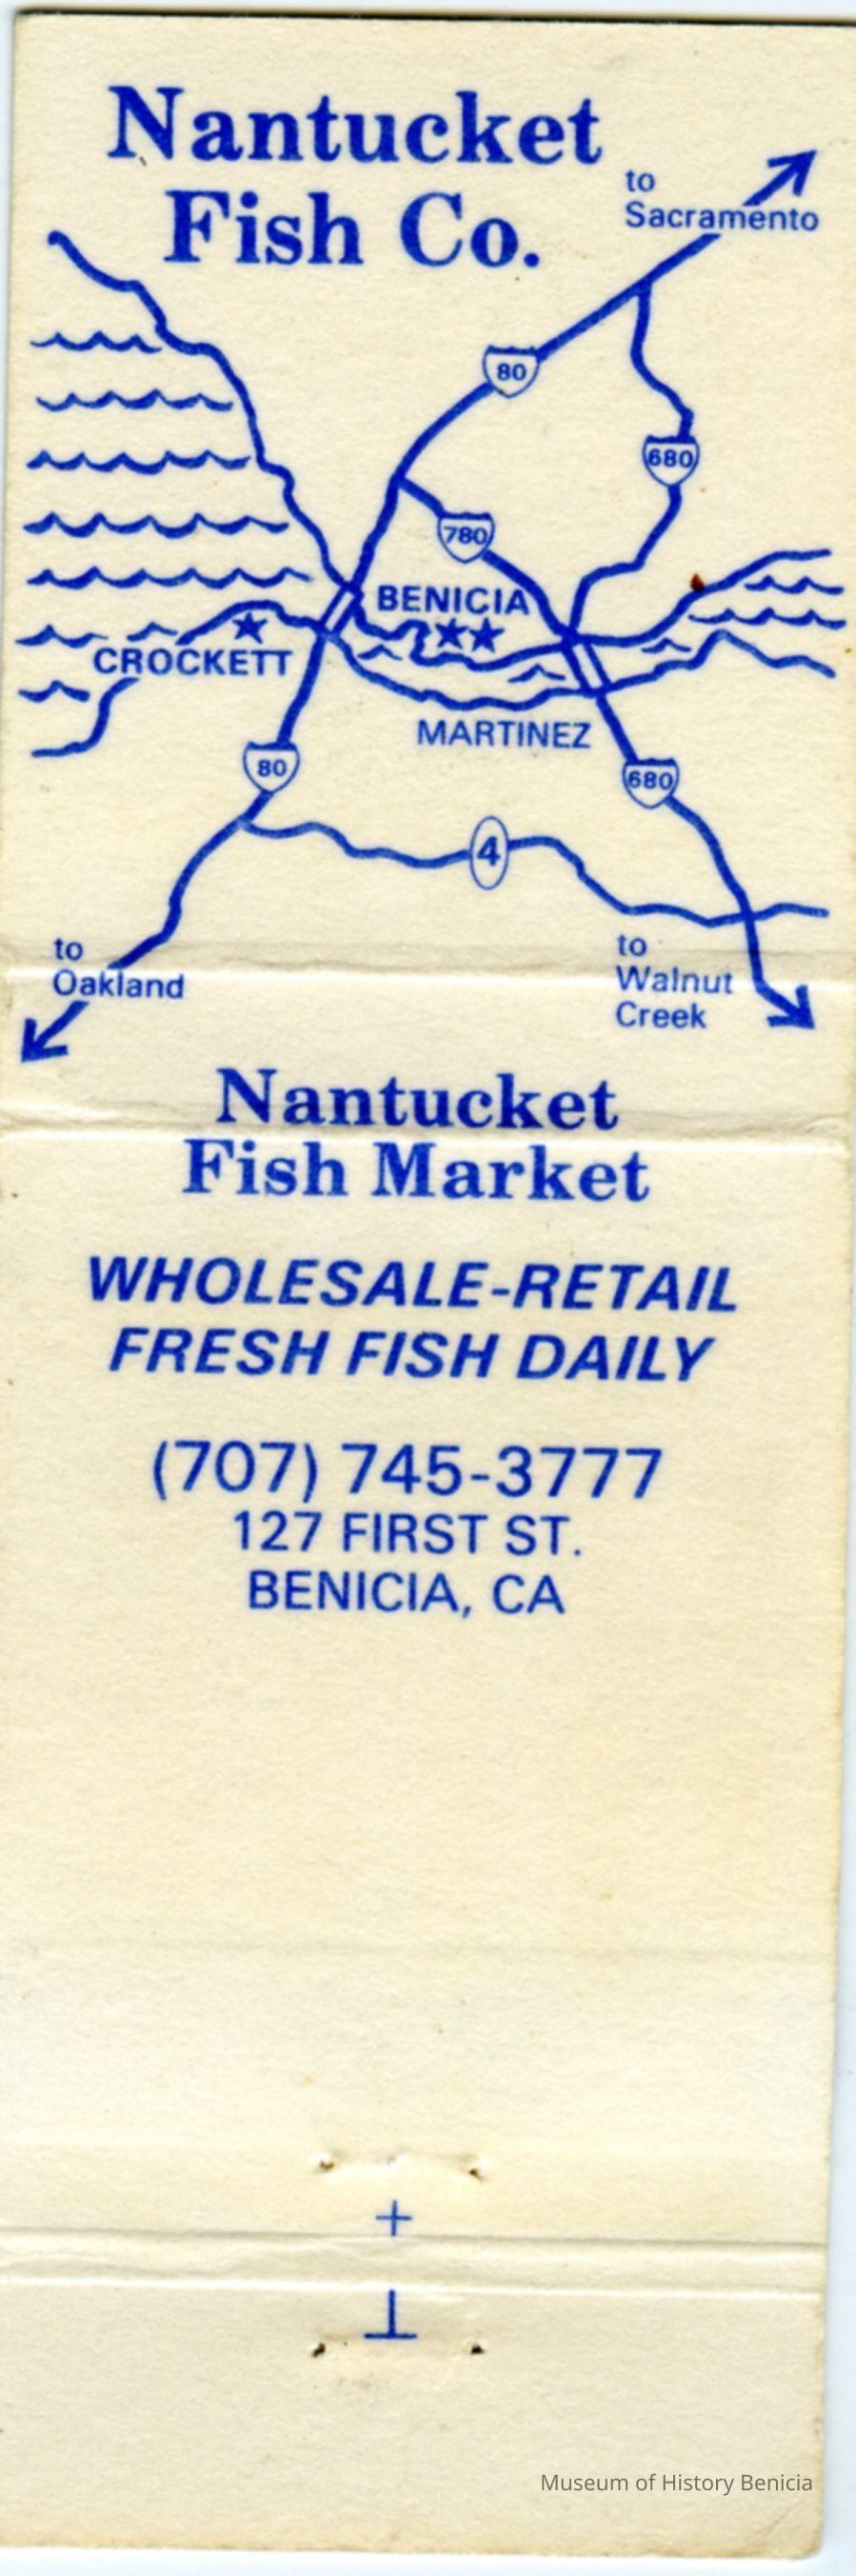 Nantucket
Fish Co.
to
Sacramento
80
680
780
BENICIA
CROCKETT
MARTINEZ
80
680
4
to
Oakland
to
Walnut
Creek
Nantucket
Fish Market
WHOLESALE-RETAIL
FRESH FISH DAILY
(707) 745-3777
127 FIRST ST.
BENICIA, CA
Museum of History Benicia